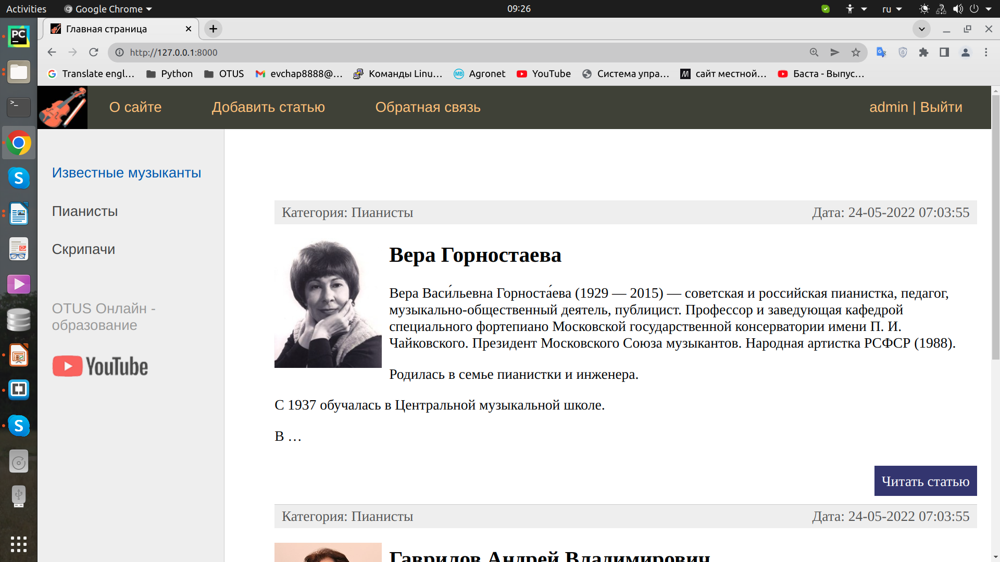 Activities
Google Chrome
09:26
ru
Главная страница
http://127.0.0.1:8000
Translate engl...
Python
OTUS
evchap8888@...
Команды Linu...
Agronet
YouTube
Система упра...
сайт местной...
Баста - Выпус...
О сайте
Добавить статью
Обратная связь
admin | Выйти
Известные музыканты
Пианисты
Скрипачи
OTUS Онлайн -
образование
YouTube
Категория: Пианисты
Дата: 24-05-2022 07:03:55
Вера Горностаева
Вера Васи́льевна Горноста́ева (1929 — 2015) — советская и российская пианистка, педагог,
музыкально-общественный деятель, публицист. Профессор и заведующая кафедрой
специального фортепиано Московской государственной консерватории имени П. И.
Чайковского. Президент Московского Союза музыкантов. Народная артистка РСФСР (1988).
Родилась в семье пианистки и инженера.
С 1937 обучалась в Центральной музыкальной школе.
В …
Читать статью
Категория: Пианисты
Дата: 24-05-2022 07:03:55
Гаврилов Андрей Владимирович